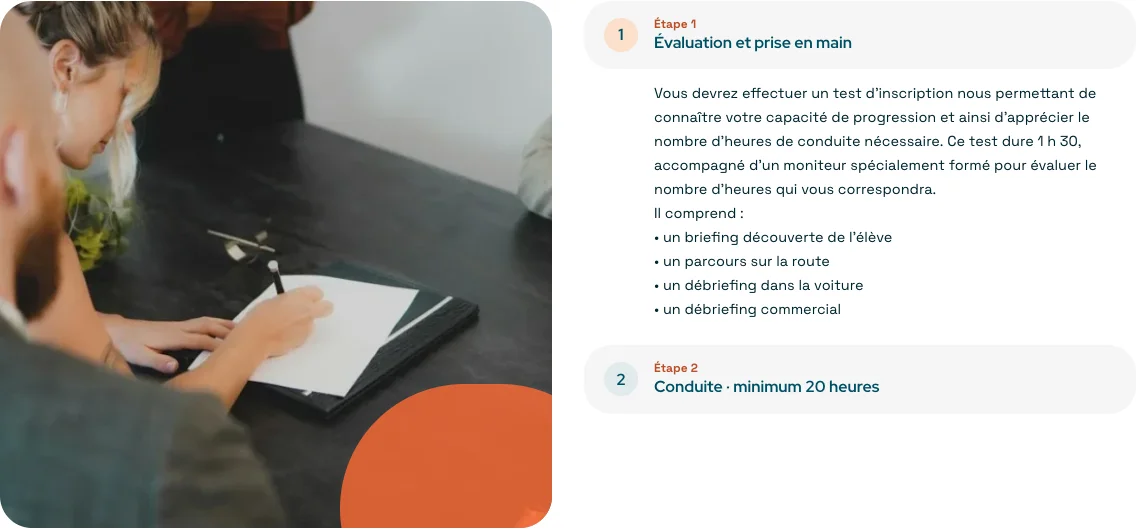 1
Étape 1
Évaluation et prise en main
Vous devrez effectuer un test d'inscription nous permettant de
connaître votre capacité de progression et ainsi d'apprécier le
nombre d'heures de conduite nécessaire. Ce test dure 1 h 30,
accompagné d'un moniteur spécialement formé pour évaluer le
nombre d'heures qui vous correspondra.
Il comprend :
• un briefing découverte de l'élève
• un parcours sur la route
• un débriefing dans la voiture
• un débriefing commercial
2
Étape 2
Conduite · minimum 20 heures